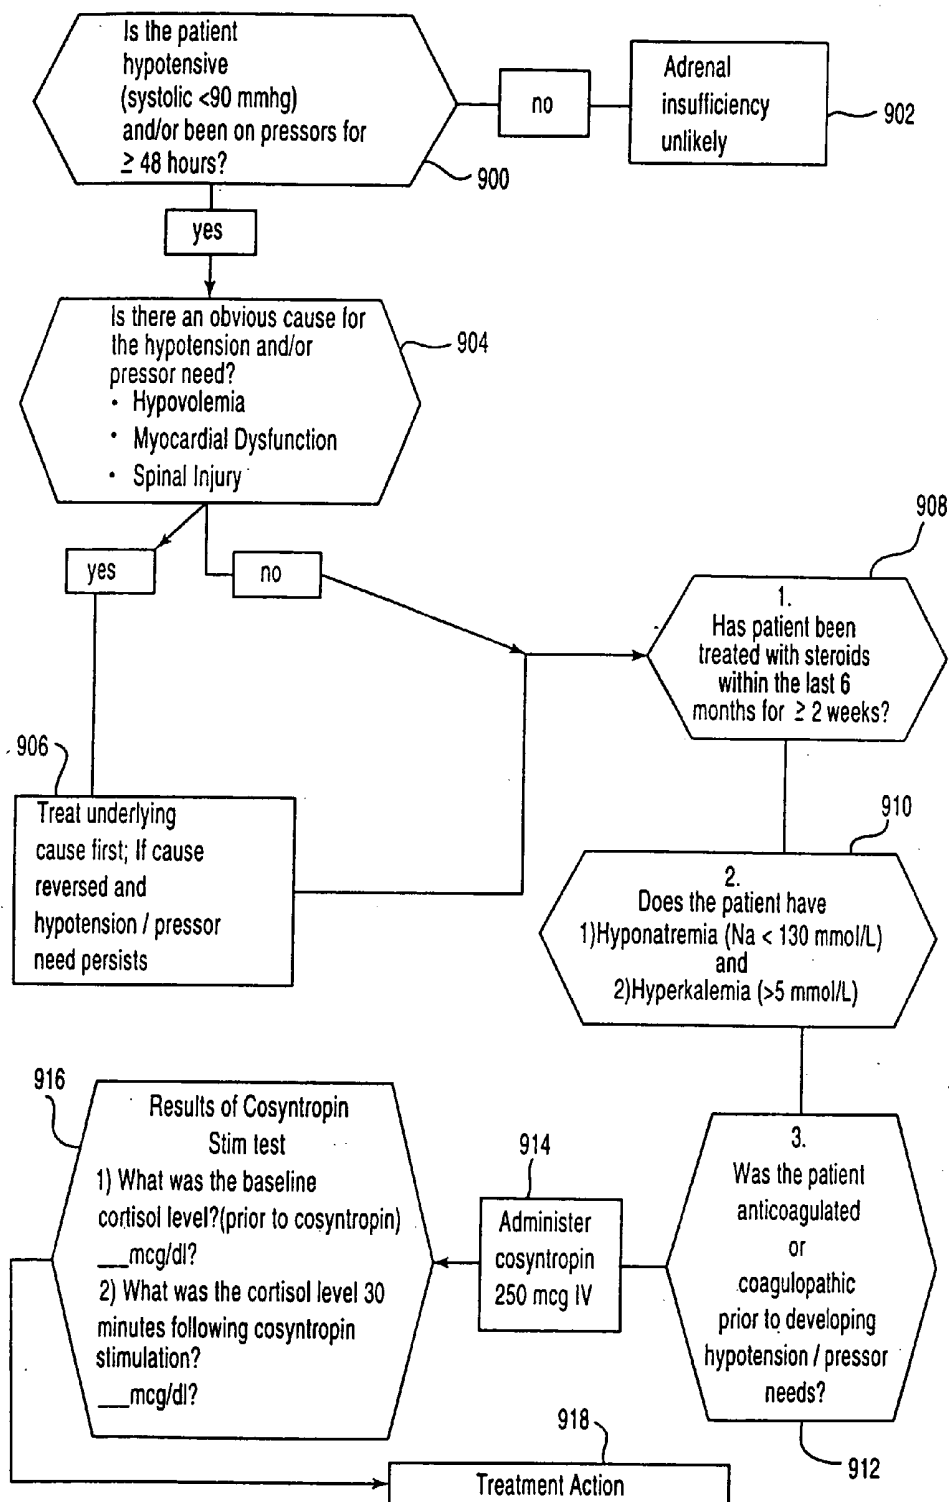 Is the patient
hypotensive
(systolic <90 mmhg)
and/or been on pressors for
≥ 48 hours?
900
no
Adrenal
insufficiency
unlikely
902
yes
Is there an obvious cause for
the hypotension and/or
pressor need?
• Hypovolemia
• Myocardial Dysfunction
• Spinal Injury
904
yes
no
908
1.
Has patient been
treated with steroids
within the last 6
months for ≥ 2 weeks?
906
Treat underlying
cause first; If cause
reversed and
hypotension / pressor
need persists
910
2.
Does the patient have
1)Hyponatremia (Na < 130 mmol/L)
and
2)Hyperkalemia (>5 mmol/L)
3.
Was the patient
anticoagulated
or
coagulopathic
prior to developing
hypotension / pressor
needs?
912
914
Administer
cosyntropin
250 mcg IV
916
Results of Cosyntropin
Stim test
1) What was the baseline
cortisol level?(prior to cosyntropin)
___mcg/dl?
2) What was the cortisol level 30
minutes following cosyntropin
stimulation?
___mcg/dl?
918
Treatment Action